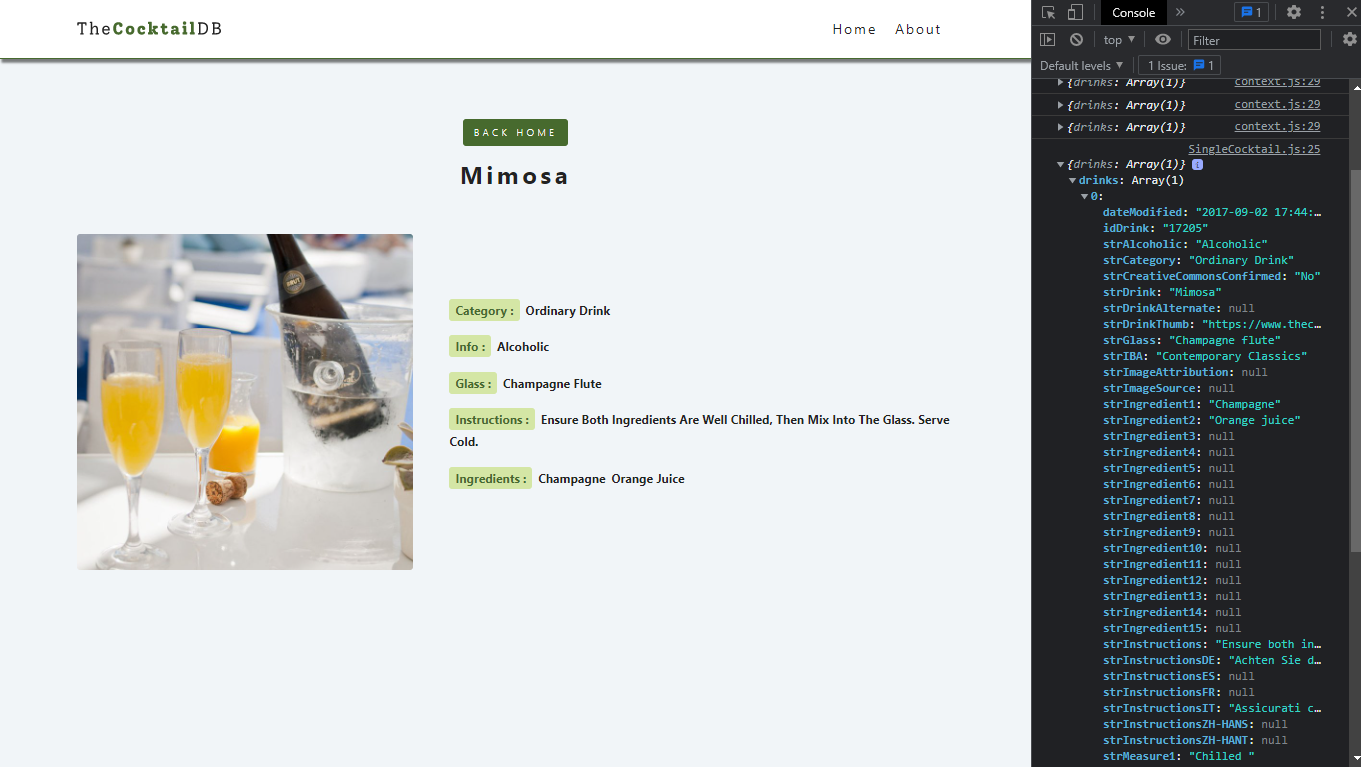 TheCocktailDB
Home About
BACK HOME
Mimosa
BRUT
Category : Ordinary Drink
Info : Alcoholic
Glass : Champagne Flute
Instructions : Ensure Both Ingredients Are Well Chilled, Then Mix Into The Glass. Serve
Cold.
Ingredients : Champagne Orange Juice
Console » 1
top ▼ Filter
Default levels ▼ 1 Issue: 1
▶{drinks: Array(1)} context.js:29
▶{drinks: Array(1)} context.js:29
▶{drinks: Array(1)} context.js:29
SingleCocktail.js:25
▼{drinks: Array(1)} i
▼drinks: Array(1)
▼0:
dateModified: "2017-09-02 17:44:…
idDrink: "17205"
strAlcoholic: "Alcoholic"
strCategory: "Ordinary Drink"
strCreativeCommonsConfirmed: "No"
strDrink: "Mimosa"
strDrinkAlternate: null
strDrinkThumb: "https://www.thec…
strGlass: "Champagne flute"
strIBA: "Contemporary Classics"
strImageAttribution: null
strImageSource: null
strIngredient1: "Champagne"
strIngredient2: "Orange juice"
strIngredient3: null
strIngredient4: null
strIngredient5: null
strIngredient6: null
strIngredient7: null
strIngredient8: null
strIngredient9: null
strIngredient10: null
strIngredient11: null
strIngredient12: null
strIngredient13: null
strIngredient14: null
strIngredient15: null
strInstructions: "Ensure both in…
strInstructionsDE: "Achten Sie d…
strInstructionsES: null
strInstructionsFR: null
strInstructionsIT: "Assicurati c…
strInstructionsZH-HANS: null
strInstructionsZH-HANT: null
strMeasure1: "Chilled "